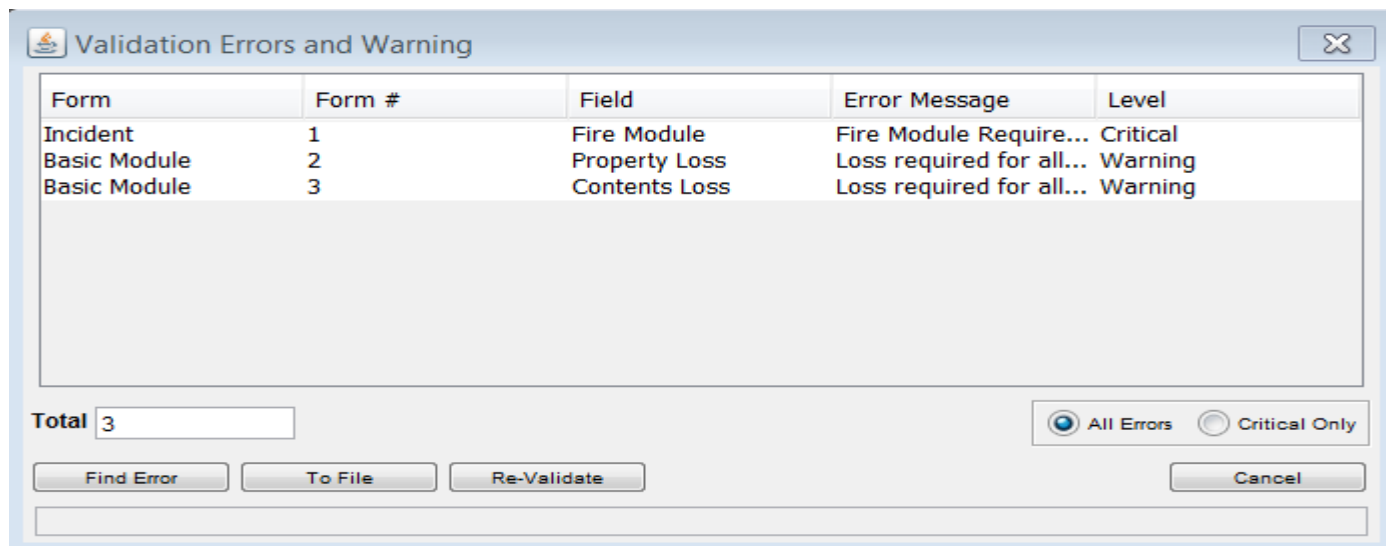 Validation Errors and Warning
Form Form # Field Error Message Level
Incident 1 Fire Module Fire Module Require... Critical
Basic Module 2 Property Loss Loss required for all... Warning
Basic Module 3 Contents Loss Loss required for all... Warning
Total 3 All Errors Critical Only
Find Error To File Re-Validate Cancel